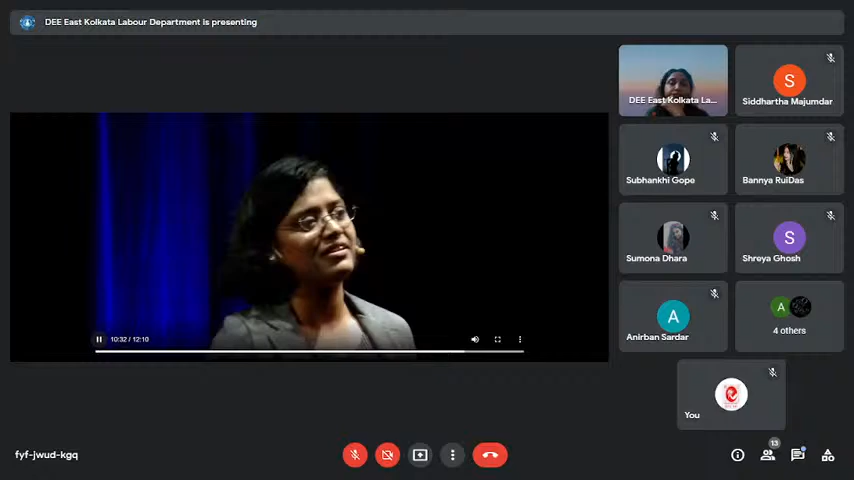 DEE East Kolkata Labour Department is presenting
DEE East Kolkata La...
Siddhartha Majumdar
Subhankhi Gope
Bannya RuiDas
Sumona Dhara
S
Shreya Ghosh
S
A
Anirban Sardar
A
4 others
10:32 / 12:10
You
fyf-jwud-kgq
13